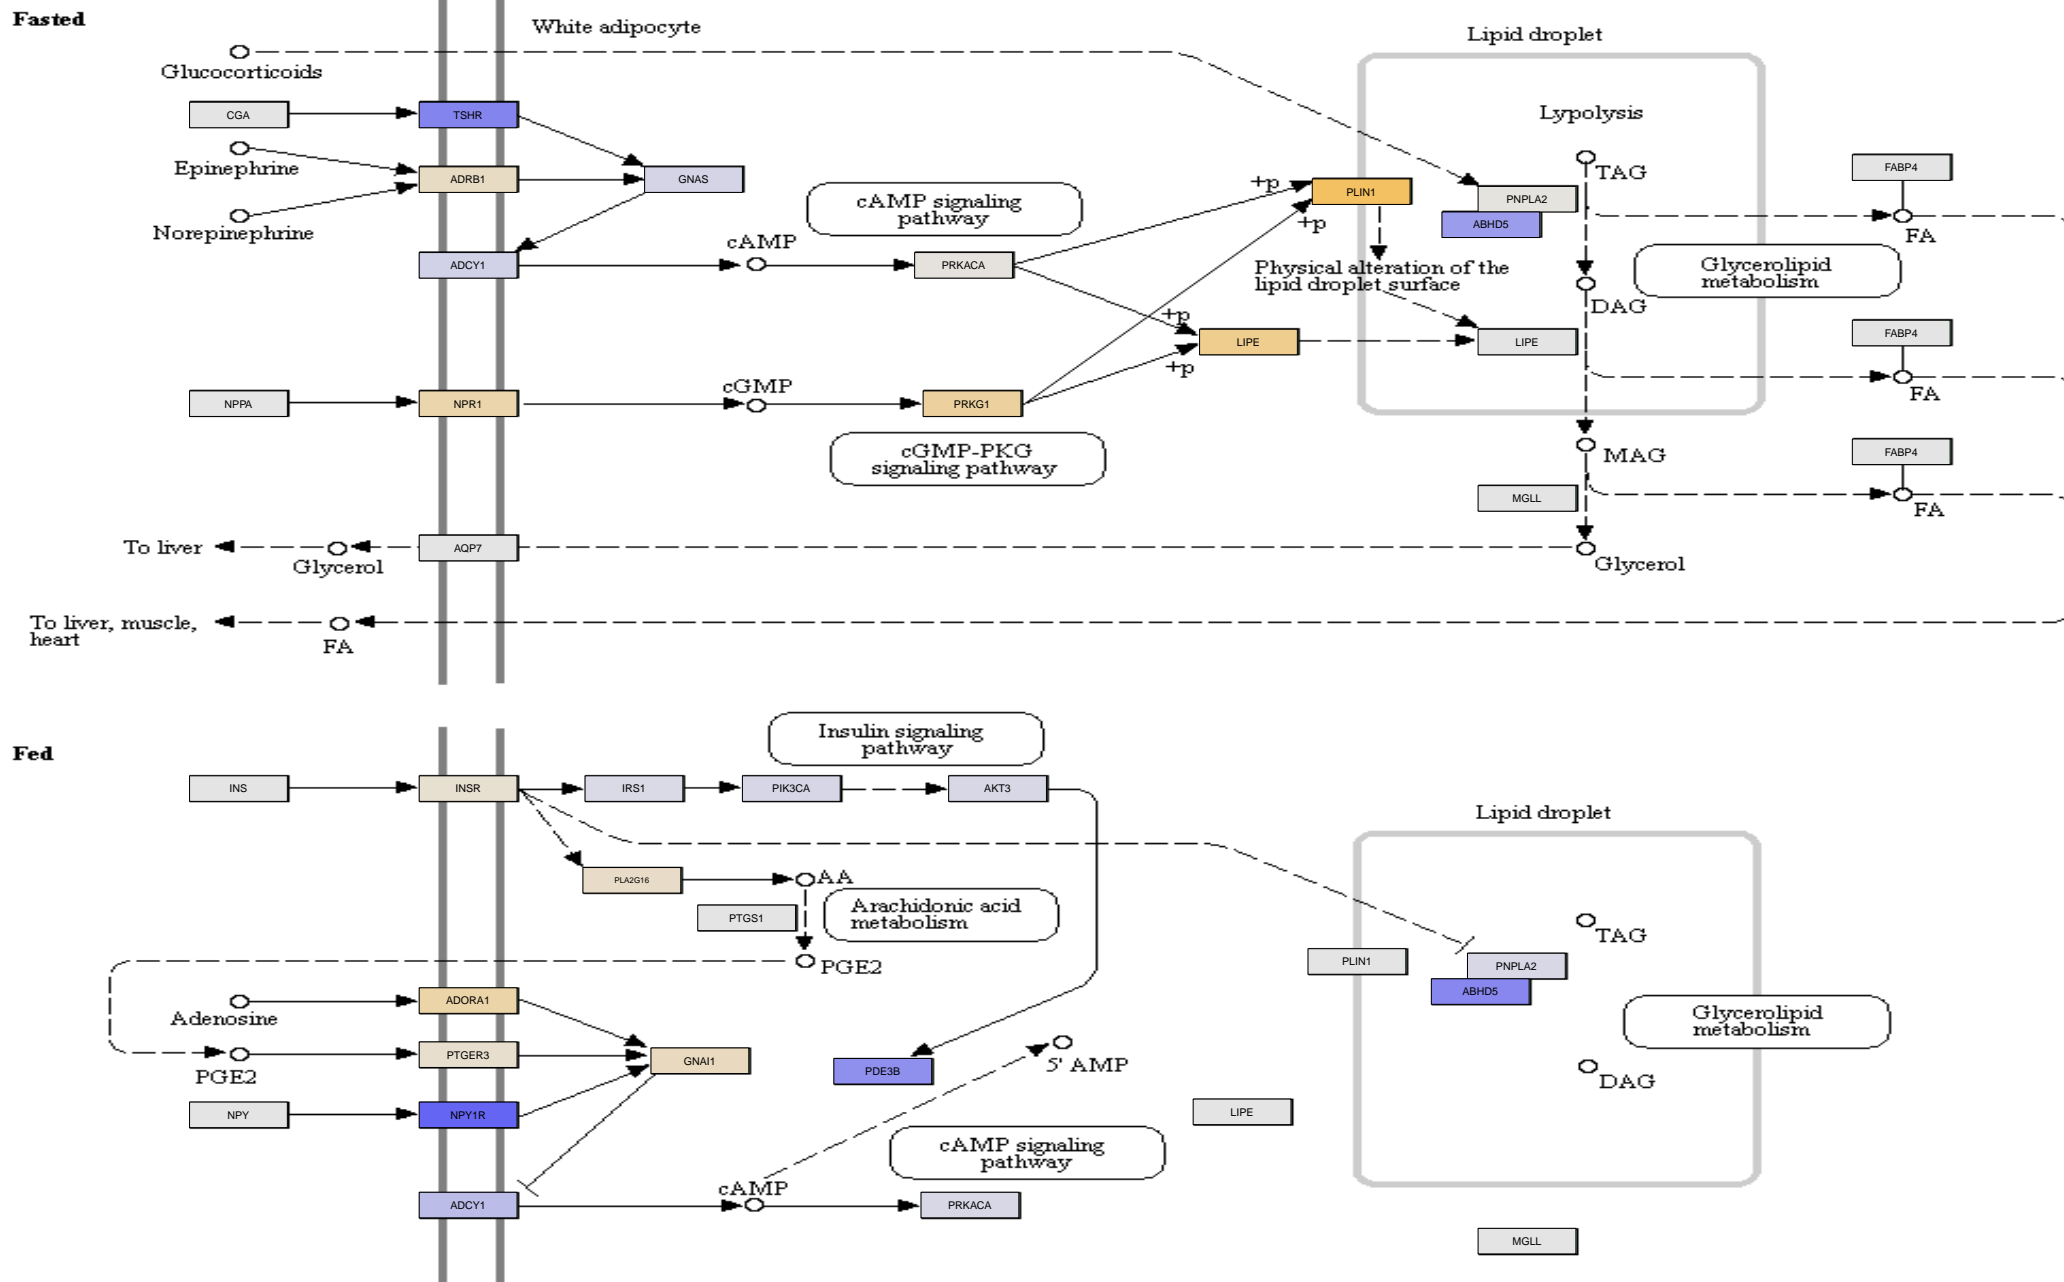 Fasted
White adipocyte
Lipid droplet
Glucocorticoids
CGA
TSHR
Lypolysis
Epinephrine
ADRB1
GNAS
cAMP signaling
pathway
+p
PLIN1
TAG
PNPLA2
ABHD5
FABP4
FA
Norepinephrine
+p
ADCY1
cAMP
PRKACA
Physical alteration of the
lipid droplet surface
Glycerolipid
metabolism
DAG
+p
LIPE
LIPE
FABP4
+p
FA
NPPA
NPR1
cGMP
PRKG1
cGMP-PKG
signaling pathway
MAG
FABP4
MGLL
FA
To liver
Glycerol
AQP7
Glycerol
To liver, muscle,
heart
FA
Fed
Insulin signaling
pathway
INS
INSR
IRS1
PIK3CA
AKT3
Lipid droplet
PLA2G16
AA
PTGS1
Arachidonic acid
metabolism
PGE2
TAG
PLIN1
PNPLA2
ABHD5
Adenosine
ADORA1
Glycerolipid
metabolism
PGE2
PTGER3
GNAI1
PDE3B
5' AMP
DAG
NPY
NPY1R
LIPE
cAMP signaling
pathway
ADCY1
cAMP
PRKACA
MGLL